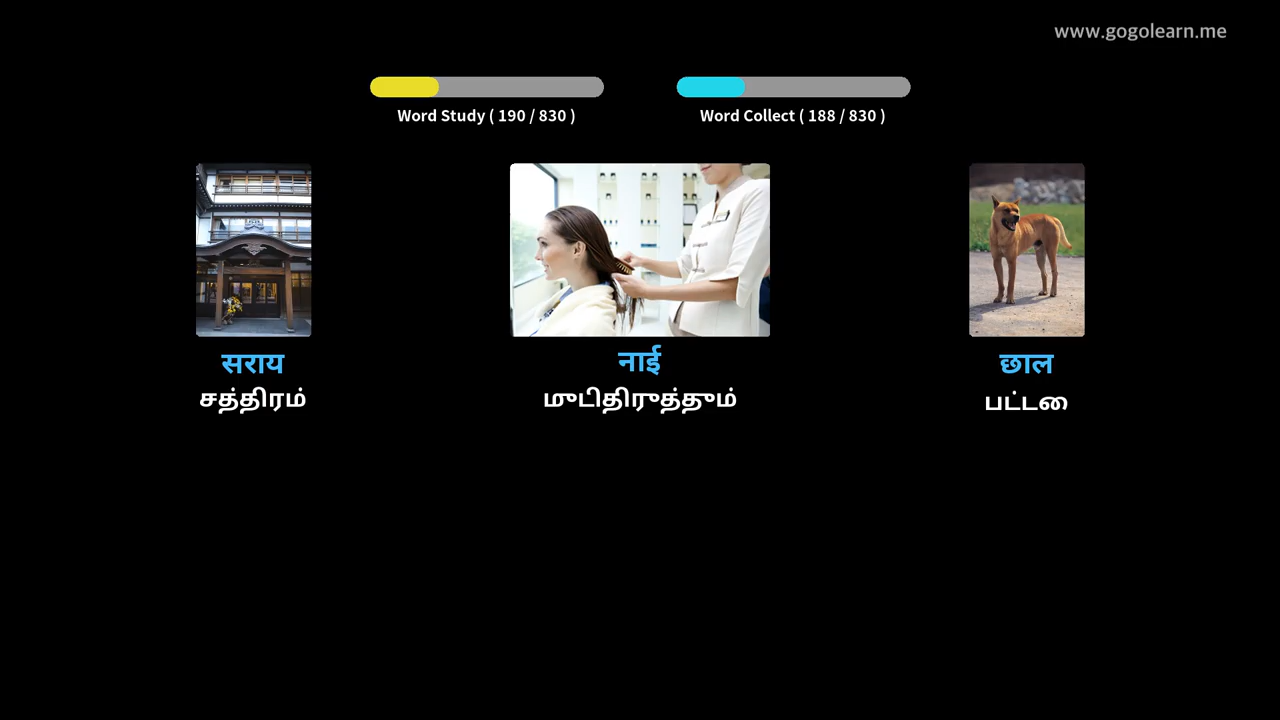 www.gogolearn.me
Word Study ( 190 / 830 )
Word Collect ( 188 / 830 )
सराय
नाई
छाल
சத்திரம்
முடிதிருத்தும்
பட்டை